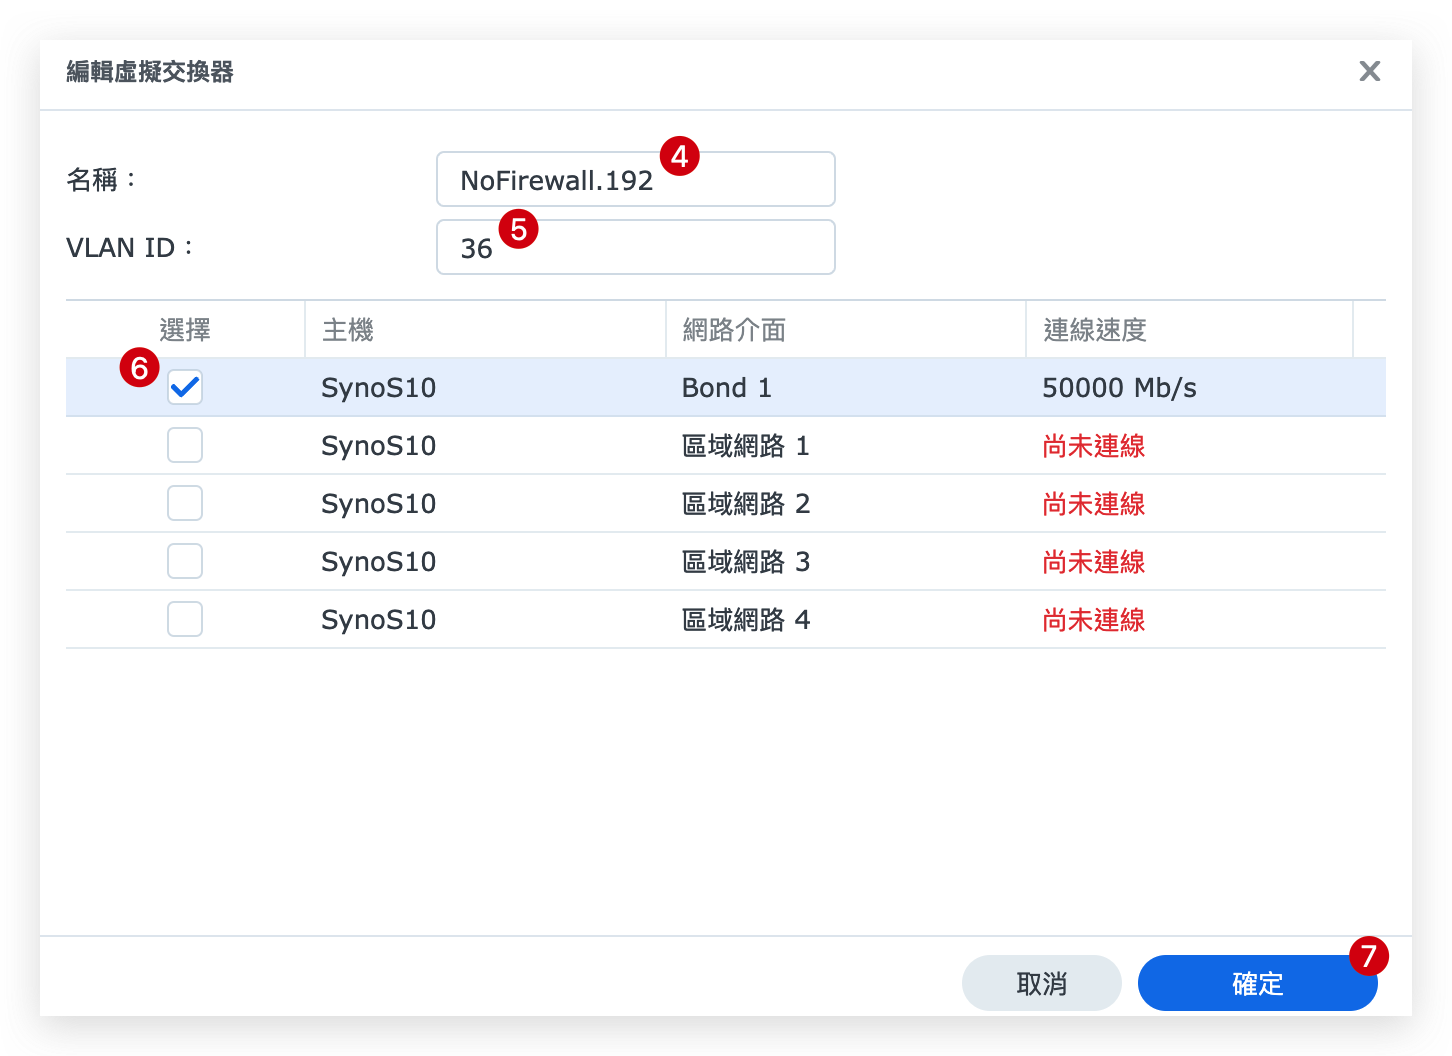 編輯虛擬交換器
名稱：
NoFirewall.192
4
VLAN ID：
36
5
選擇 主機 網路介面 連線速度
6
SynoS10 Bond 1 50000 Mb/s
SynoS10 區域網路 1 尚未連線
SynoS10 區域網路 2 尚未連線
SynoS10 區域網路 3 尚未連線
SynoS10 區域網路 4 尚未連線
7
取消 確定